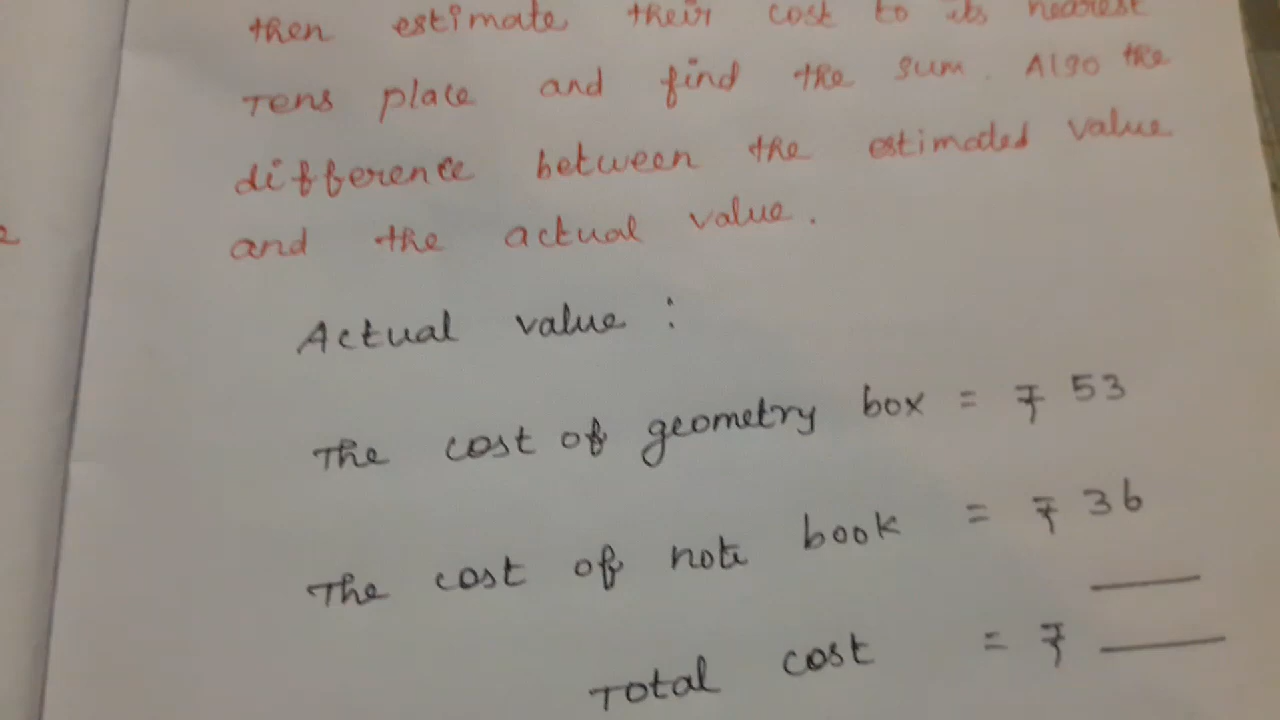 then estimate their cost to its nearest
Tens place and find the sum. Also the
difference between the estimated value
and the actual value.
Actual value :
The cost of geometry box = ₹ 53
The cost of note book = ₹ 36
Total cost = ₹